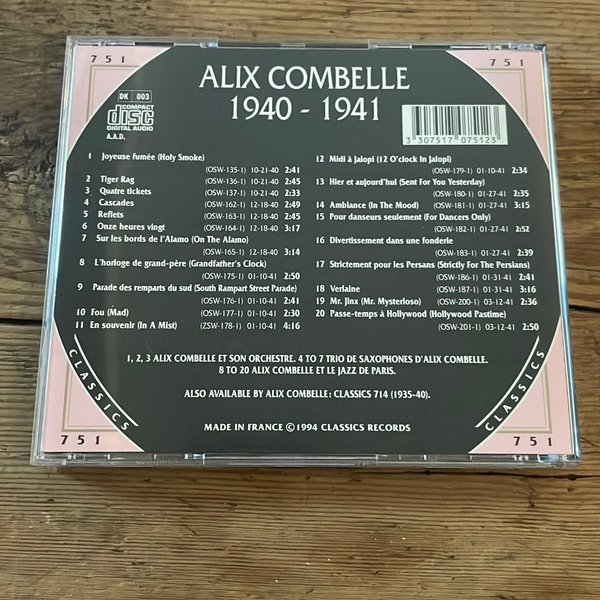 751
751
ALIX COMBELLE
1940 - 1941
DK 003
COMPACT
disc
DIGITAL AUDIO
A.A.D.
3 307517 075123
1 Joyeuse fumée (Holy Smoke)
(OSW-135-1) 10-21-40 2:41
2 Tiger Rag (OSW-136-1) 10-21-40 2:45
3 Quatre tickets (OSW-137-1) 10-21-40 2:33
4 Cascades (OSW-162-1) 12-18-40 2:49
5 Reflets (OSW-163-1) 12-18-40 2:45
6 Onze heures vingt (OSW-164-1) 12-18-40 3:17
7 Sur les bords de l'Alamo (On The Alamo)
(OSW-165-1) 12-18-40 3:14
8 L'horloge de grand-père (Grandfather's Clock)
(OSW-175-1) 01-10-41 2:50
9 Parade des remparts du sud (South Rampart Street Parade)
(OSW-176-1) 01-10-41 2:41
10 Fou (Mad) (OSW-177-1) 01-10-41 2:30
11 En souvenir (In A Mist) (ZSW-178-1) 01-10-41 4:16
12 Midi à Jalopi (12 O'clock In Jalopi)
(OSW-179-1) 01-10-41 2:34
13 Hier et aujourd'hui (Sent For You Yesterday)
(OSW-180-1) 01-27-41 2:35
14 Ambiance (In The Mood) (OSW-181-1) 01-27-41 3:15
15 Pour danseurs seulement (For Dancers Only)
(OSW-182-1) 01-27-41 2:52
16 Divertissement dans une fonderie
(OSW-183-1) 01-27-41 2:39
17 Strictement pour les Persans (Strictly For The Persians)
(OSW-186-1) 01-31-41 2:41
18 Verlaine (OSW-187-1) 01-31-41 3:16
19 Mr. Jinx (Mr. Mysterioso) (OSW-200-1) 03-12-41 2:36
20 Passe-temps à Hollywood (Hollywood Pastime)
(OSW-201-1) 03-12-41 2:50
1, 2, 3 ALIX COMBELLE ET SON ORCHESTRE. 4 TO 7 TRIO DE SAXOPHONES D'ALIX COMBELLE.
8 TO 20 ALIX COMBELLE ET LE JAZZ DE PARIS.
ALSO AVAILABLE BY ALIX COMBELLE: CLASSICS 714 (1935-40).
MADE IN FRANCE ©1994 CLASSICS RECORDS
CLASSICS
CLASSICS
751
751